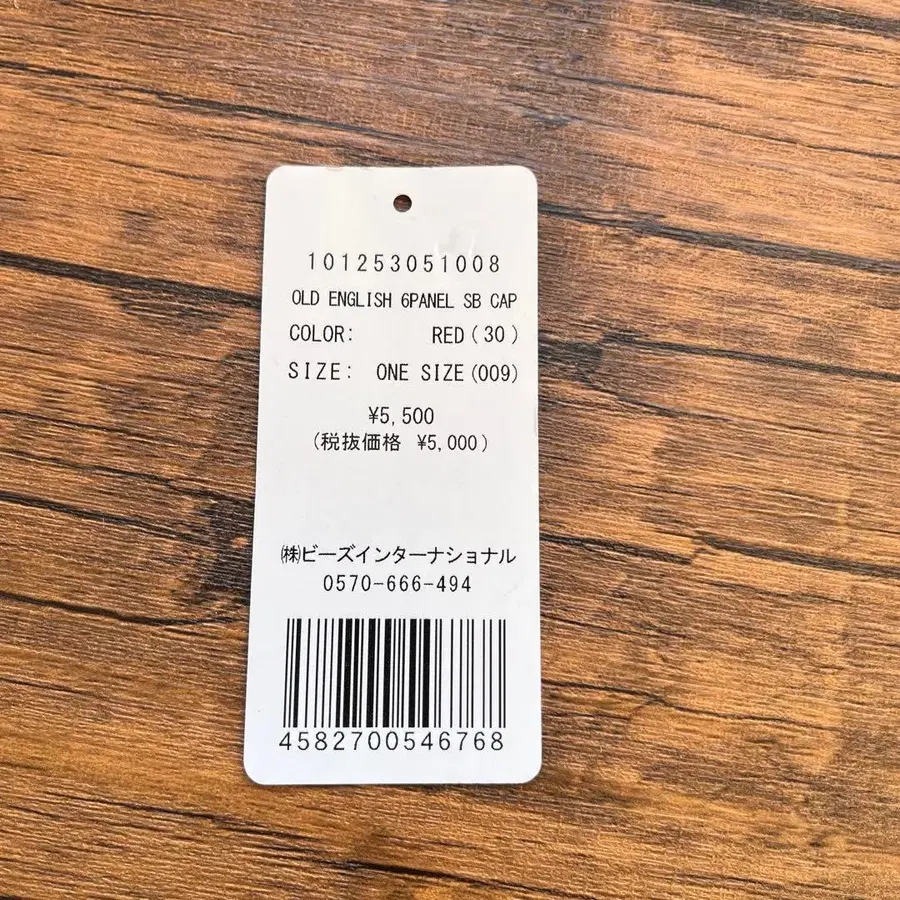 101253051008
OLD ENGLISH 6PANEL SB CAP
COLOR: RED(30)
SIZE: ONE SIZE(009)
¥5,500
(税抜価格 ¥5,000)
㈱ビーズインターナショナル
0570-666-494
4582700546768